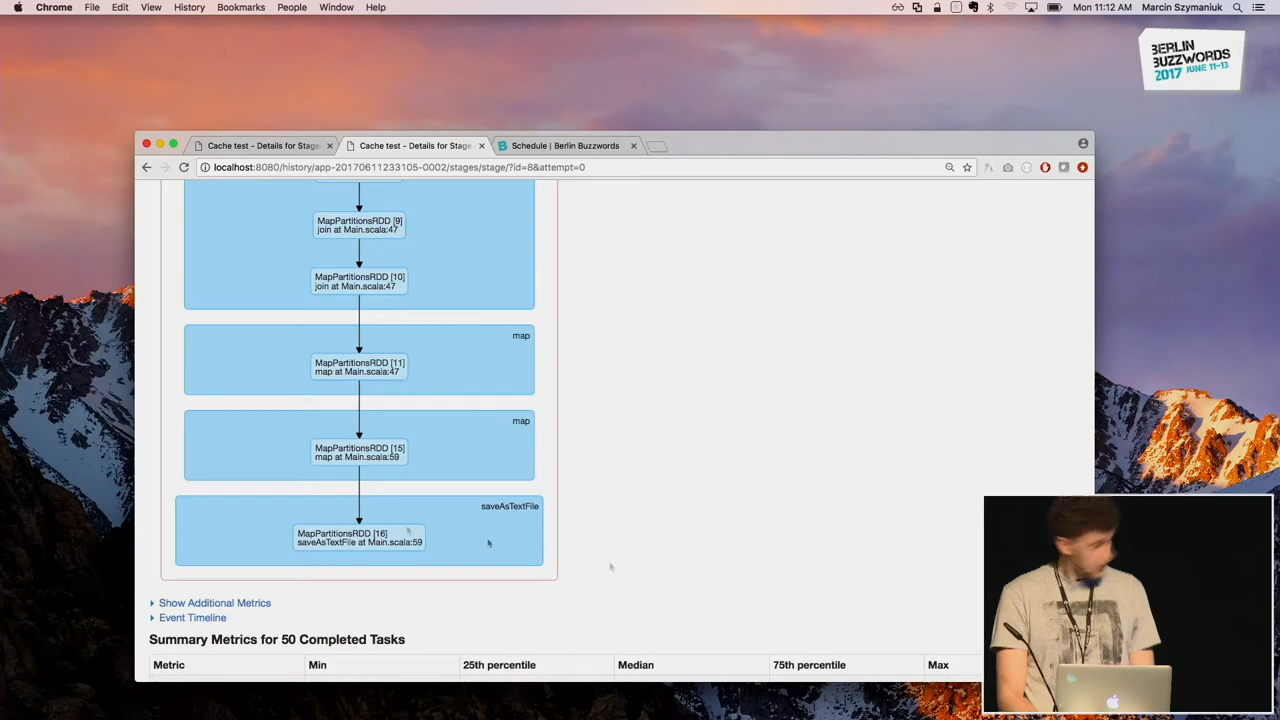 Chrome File Edit View History Bookmarks People Window Help
Mon 11:12 AM Marcin Szymaniuk
BERLIN
BUZZWORDS
2017 JUNE 11-13
Cache test - Details for Stage
Cache test - Details for Stage
Schedule | Berlin Buzzwords
localhost:8080/history/app-20170611233105-0002/stages/stage/?id=8&attempt=0
MapPartitionsRDD [9]
join at Main.scala:47
MapPartitionsRDD [10]
join at Main.scala:47
map
MapPartitionsRDD [11]
map at Main.scala:47
map
MapPartitionsRDD [15]
map at Main.scala:59
saveAsTextFile
MapPartitionsRDD [16]
saveAsTextFile at Main.scala:59
Show Additional Metrics
Event Timeline
Summary Metrics for 50 Completed Tasks
Metric Min 25th percentile Median 75th percentile Max